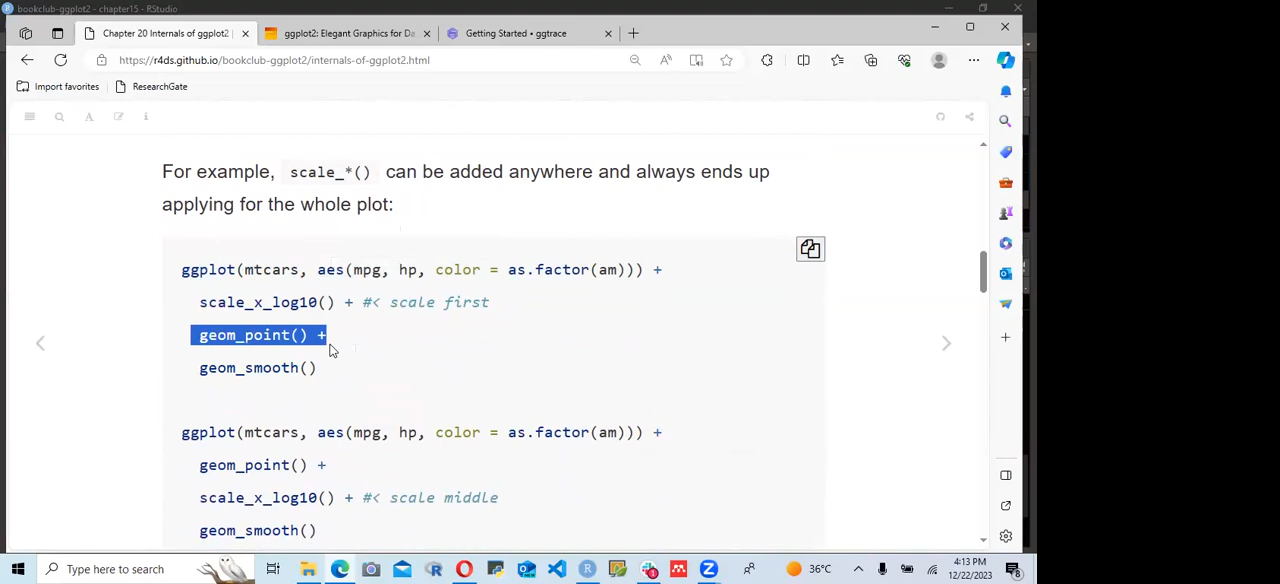 bookclub-ggplot2 - chapter15 - RStudio
Chapter 20 Internals of ggplot2
ggplot2: Elegant Graphics for Da
Getting Started • ggtrace
https://r4ds.github.io/bookclub-ggplot2/internals-of-ggplot2.html
Import favorites
ResearchGate
For example, scale_*() can be added anywhere and always ends up
applying for the whole plot:
ggplot(mtcars, aes(mpg, hp, color = as.factor(am))) +
scale_x_log10() + #< scale first
geom_point() +
geom_smooth()
ggplot(mtcars, aes(mpg, hp, color = as.factor(am))) +
geom_point() +
scale_x_log10() + #< scale middle
geom_smooth()
Type here to search
36°C
4:13 PM
12/22/2023